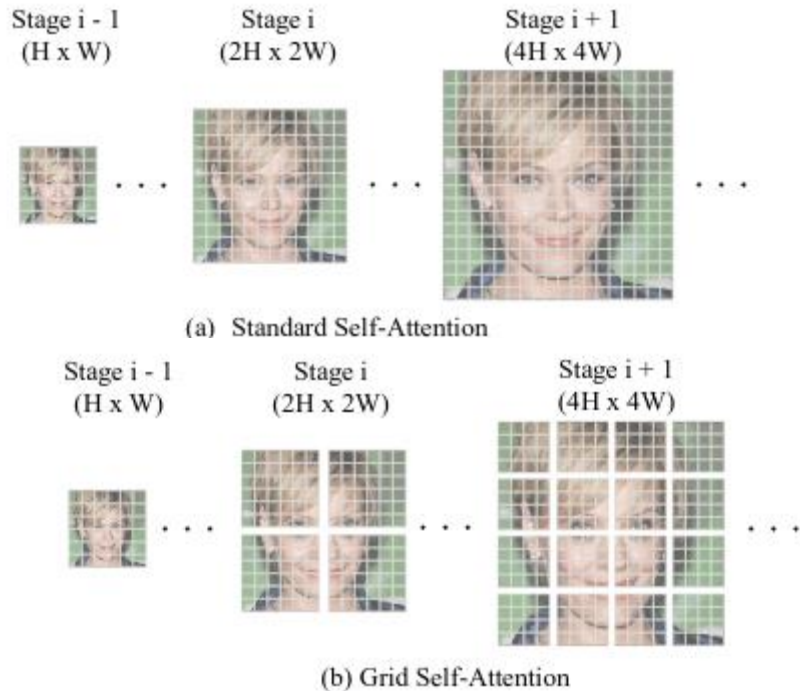 Stage i - 1
(H x W)
Stage i
(2H x 2W)
Stage i + 1
(4H x 4W)
. . .
. . .
. . .
(a) Standard Self-Attention
Stage i - 1
(H x W)
Stage i
(2H x 2W)
Stage i + 1
(4H x 4W)
. . .
. . .
. . .
(b) Grid Self-Attention